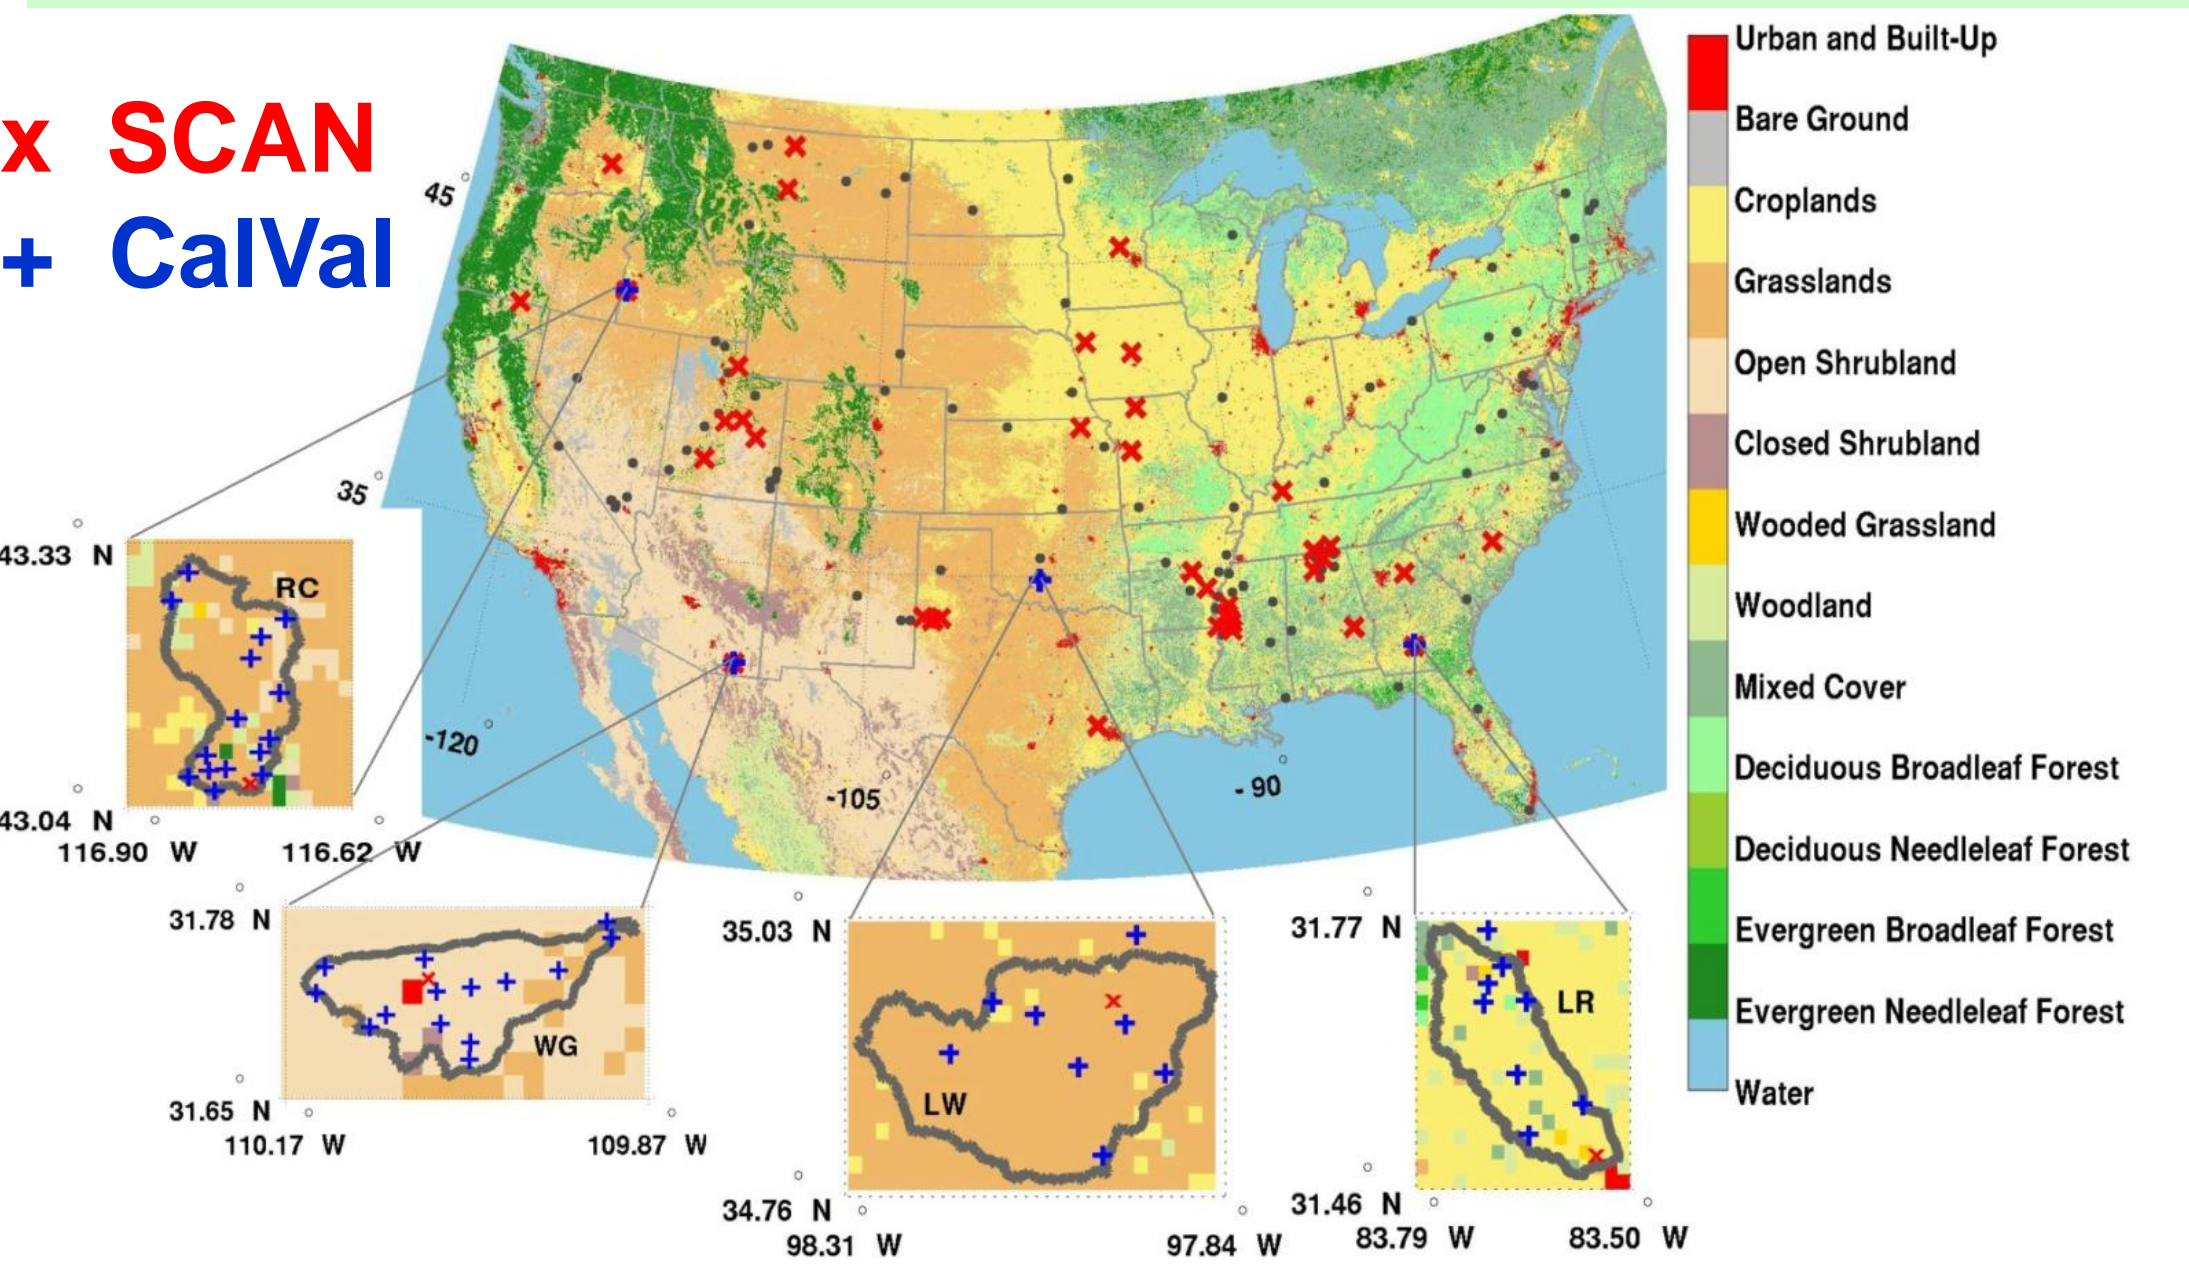 x SCAN
+ CalVal
45
35
-120
-105
-90
Urban and Built-Up
Bare Ground
Croplands
Grasslands
Open Shrubland
Closed Shrubland
Wooded Grassland
Woodland
Mixed Cover
Deciduous Broadleaf Forest
Deciduous Needleleaf Forest
Evergreen Broadleaf Forest
Evergreen Needleleaf Forest
Water
43.33 N
RC
43.04 N
116.90 W
116.62 W
31.78 N
WG
31.65 N
110.17 W
109.87 W
35.03 N
LW
34.76 N
98.31 W
97.84 W
31.77 N
LR
31.46 N
83.79 W
83.50 W